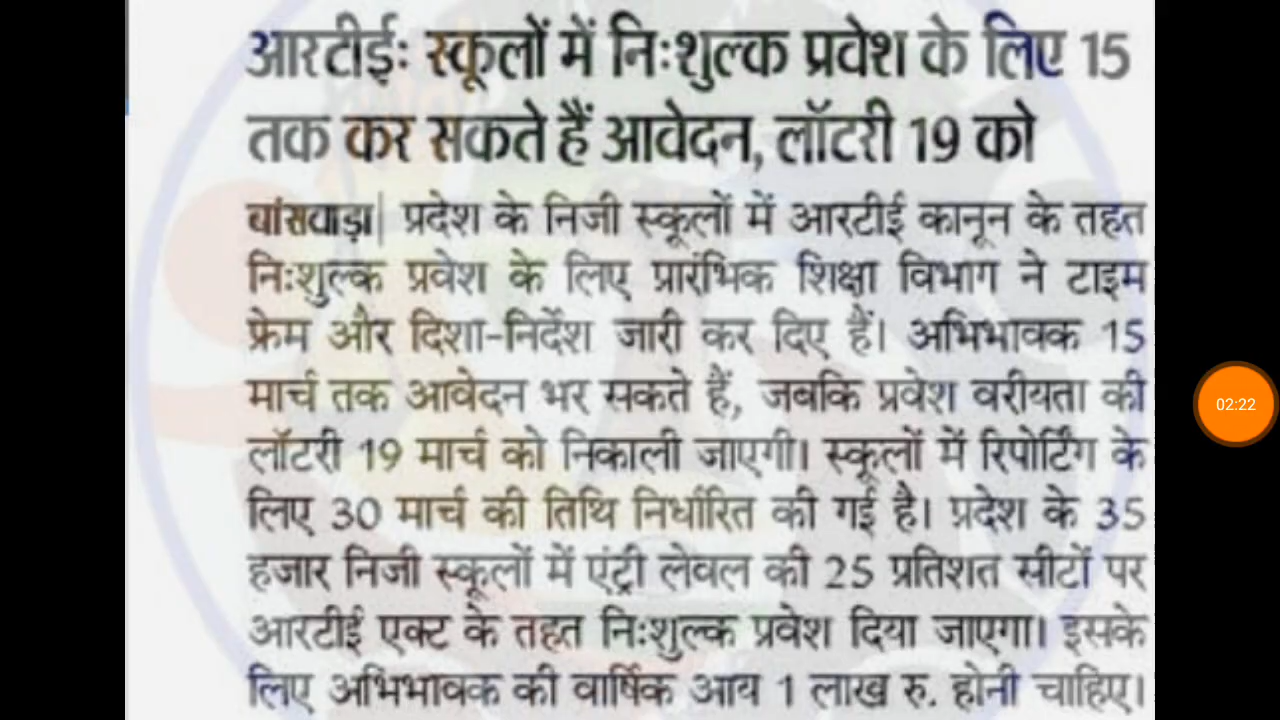 आरटीईः स्कूलों में निःशुल्क प्रवेश के लिए 15
तक कर सकते हैं आवेदन, लॉटरी 19 को
बांसवाड़ा| प्रदेश के निजी स्कूलों में आरटीई कानून के तहत
निःशुल्क प्रवेश के लिए प्रारंभिक शिक्षा विभाग ने टाइम
फ्रेम और दिशा-निर्देश जारी कर दिए हैं। अभिभावक 15
मार्च तक आवेदन भर सकते हैं, जबकि प्रवेश वरीयता की
लॉटरी 19 मार्च को निकाली जाएगी। स्कूलों में रिपोर्टिंग के
लिए 30 मार्च की तिथि निर्धारित की गई है। प्रदेश के 35
हजार निजी स्कूलों में एंट्री लेवल की 25 प्रतिशत सीटों पर
आरटीई एक्ट के तहत निःशुल्क प्रवेश दिया जाएगा। इसके
लिए अभिभावक की वार्षिक आय 1 लाख रु. होनी चाहिए।
02:22